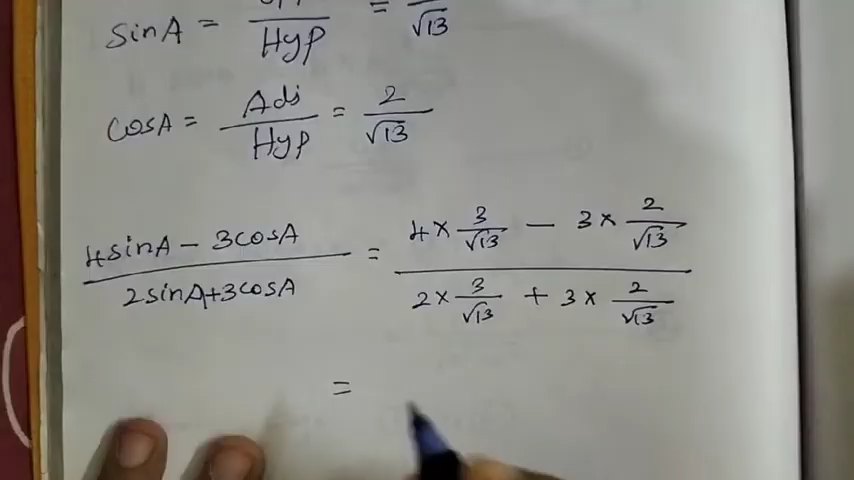 sinA = Opp/Hyp = /√13
cosA = Adj/Hyp = 2/√13
4sinA - 3cosA / 2sinA+3cosA = 4 × 3/√13 - 3 × 2/√13 / 2 × 3/√13 + 3 × 2/√13
=